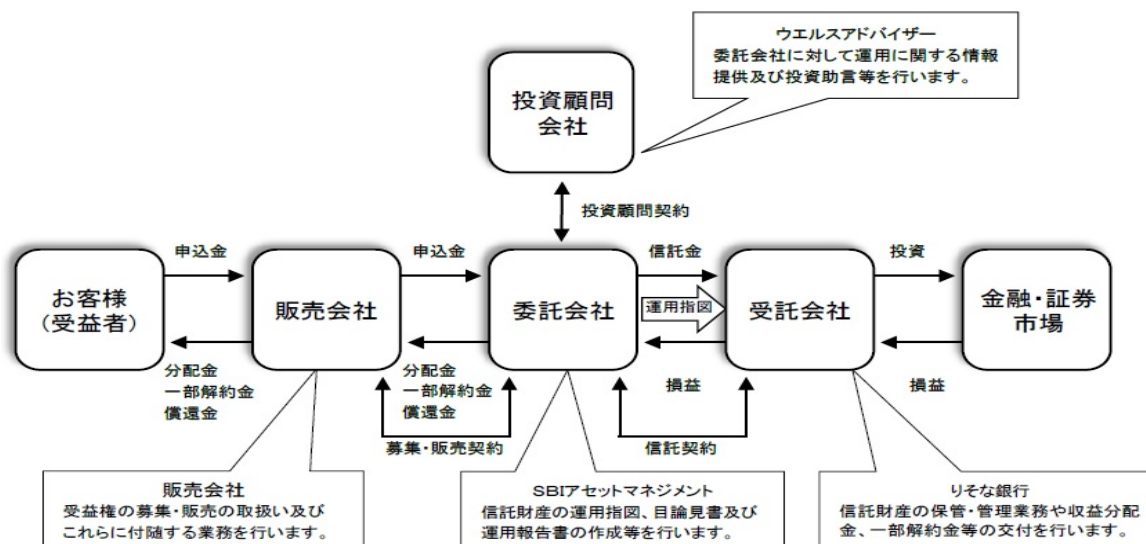 ウエルスアドバイザー
委託会社に対して運用に関する情報
提供及び投資助言等を行います。
投資顧問
会社
投資顧問契約
申込金
申込金
信託金
投資
お客様
(受益者)
販売会社
委託会社
運用指図
受託会社
金融・証券
市場
分配金
一部解約金
償還金
分配金
一部解約金
償還金
損益
損益
募集・販売契約
信託契約
販売会社
受益権の募集・販売の取扱い及び
これらに付随する業務を行います。
SBIアセットマネジメント
信託財産の運用指図、目論見書及び
運用報告書の作成等を行います。
りそな銀行
信託財産の保管・管理業務や収益分配
金、一部解約金等の交付を行います。